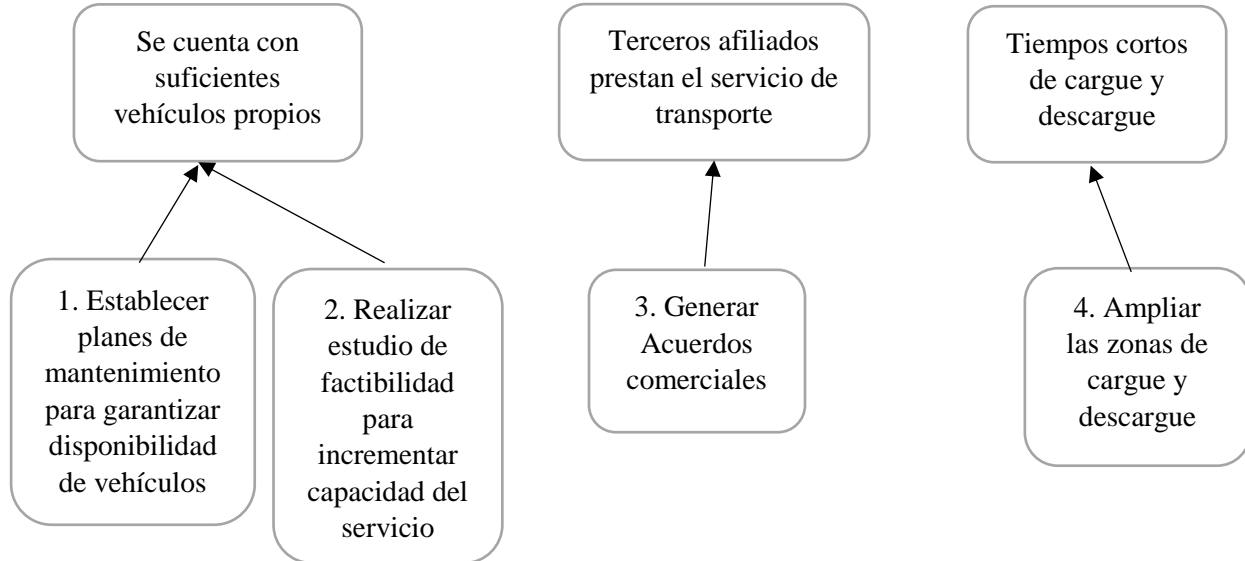 Se cuenta con
suficientes
vehículos propios
Terceros afiliados
prestan el servicio de
transporte
Tiempos cortos
de cargue y
descargue
1. Establecer
planes de
mantenimiento
para garantizar
disponibilidad
de vehículos
2. Realizar
estudio de
factibilidad
para
incrementar
capacidad del
servicio
3. Generar
Acuerdos
comerciales
4. Ampliar
las zonas de
cargue y
descargue